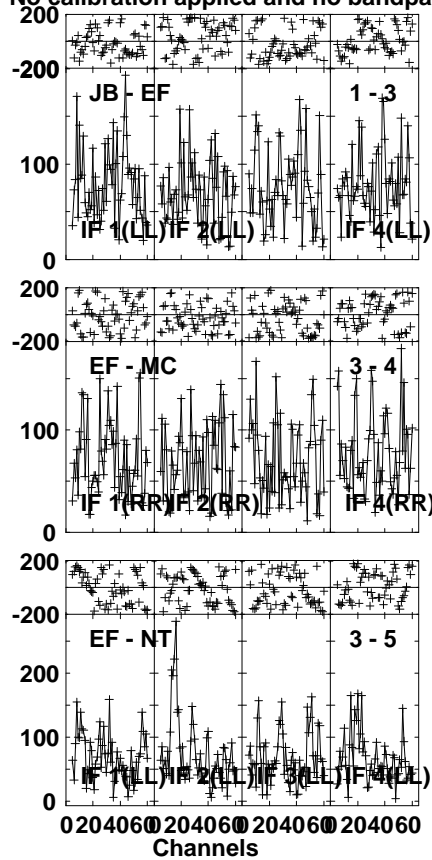 No calibration applied and no bandpa
200
-200
JB - EF 1 - 3
100
IF 1(LL) IF 2(LL) IF 4(LL)
0
200
-200
EF - MC 3 - 4
100
IF 1(RR) IF 2(RR) IF 4(RR)
0
200
-200
EF - NT 3 - 5
200
100
IF 1(LL) IF 2(LL) IF 3(LL) IF 4(LL)
0
0 20 40 60 0 20 40 60 0 20 40 60 0 20 40 60
Channels